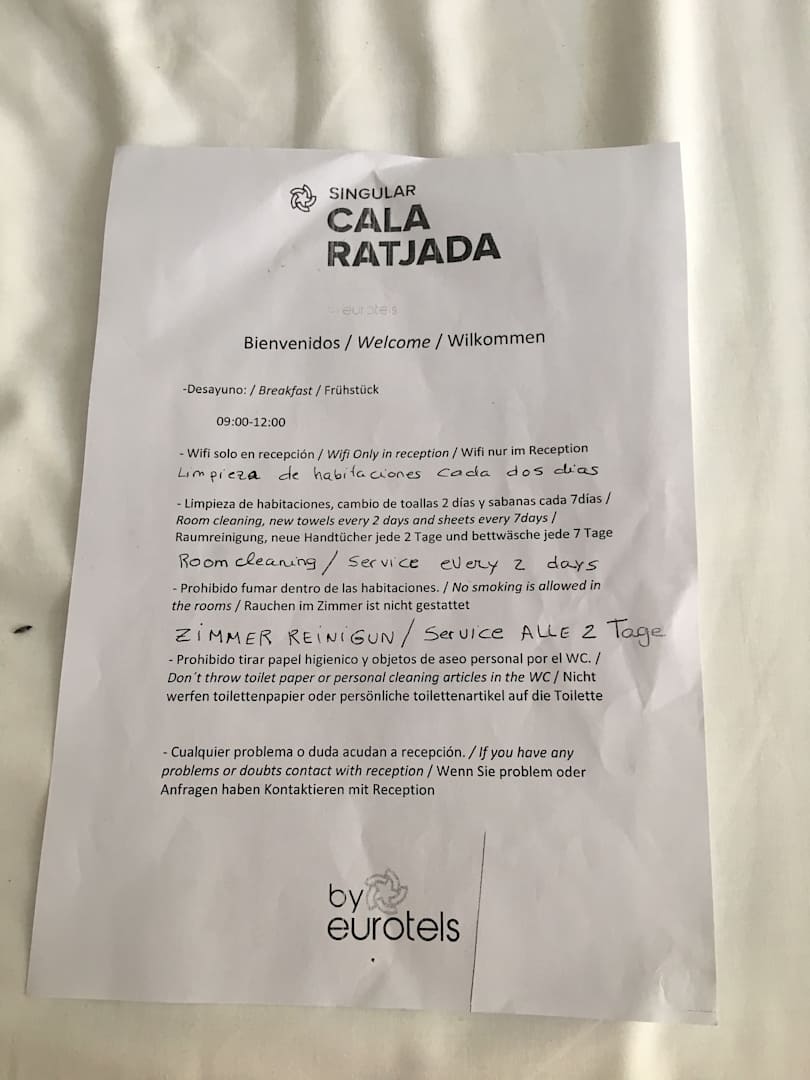 SINGULAR
CALA
RATJADA
by eurotels
Bienvenidos / Welcome / Wilkommen
-Desayuno: / Breakfast / Frühstück
09:00-12:00
- Wifi solo en recepción / Wifi Only in reception / Wifi nur im Reception
Limpieza de habitaciones cada dos dias
- Limpieza de habitaciones, cambio de toallas 2 días y sabanas cada 7días /
Room cleaning, new towels every 2 days and sheets every 7days /
Raumreinigung, neue Handtücher jede 2 Tage und bettwäsche jede 7 Tage
Room cleaning / Service every 2 days
- Prohibido fumar dentro de las habitaciones. / No smoking is allowed in
the rooms / Rauchen im Zimmer ist nicht gestattet
ZIMMER REINIGUN / Service ALLE 2 Tage
- Prohibido tirar papel higienico y objetos de aseo personal por el WC. /
Don´t throw toilet paper or personal cleaning articles in the WC / Nicht
werfen toilettenpapier oder persönliche toilettenartikel auf die Toilette
- Cualquier problema o duda acudan a recepción. / If you have any
problems or doubts contact with reception / Wenn Sie problem oder
Anfragen haben Kontaktieren mit Reception
by
eurotels